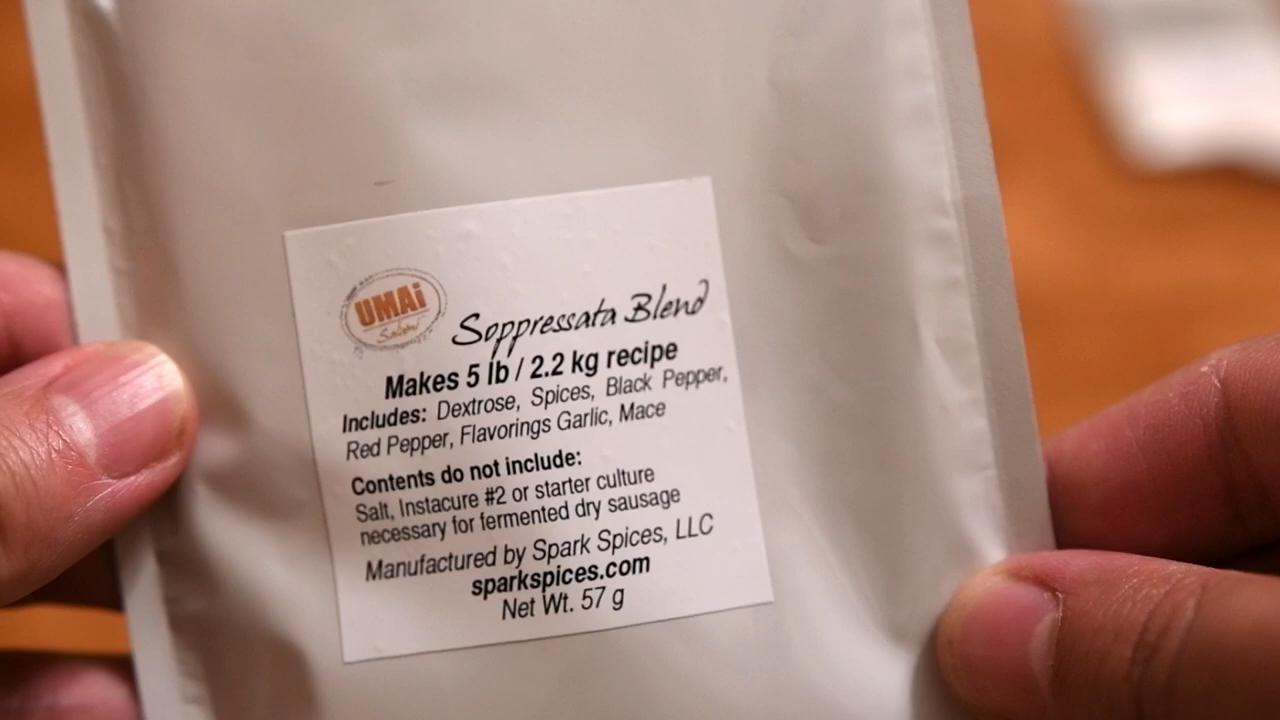 UMAi
Salumi
Soppressata Blend
Makes 5 lb / 2.2 kg recipe
Includes: Dextrose, Spices, Black Pepper,
Red Pepper, Flavorings Garlic, Mace
Contents do not include:
Salt, Instacure #2 or starter culture
necessary for fermented dry sausage
Manufactured by Spark Spices, LLC
sparkspices.com
Net Wt. 57 g